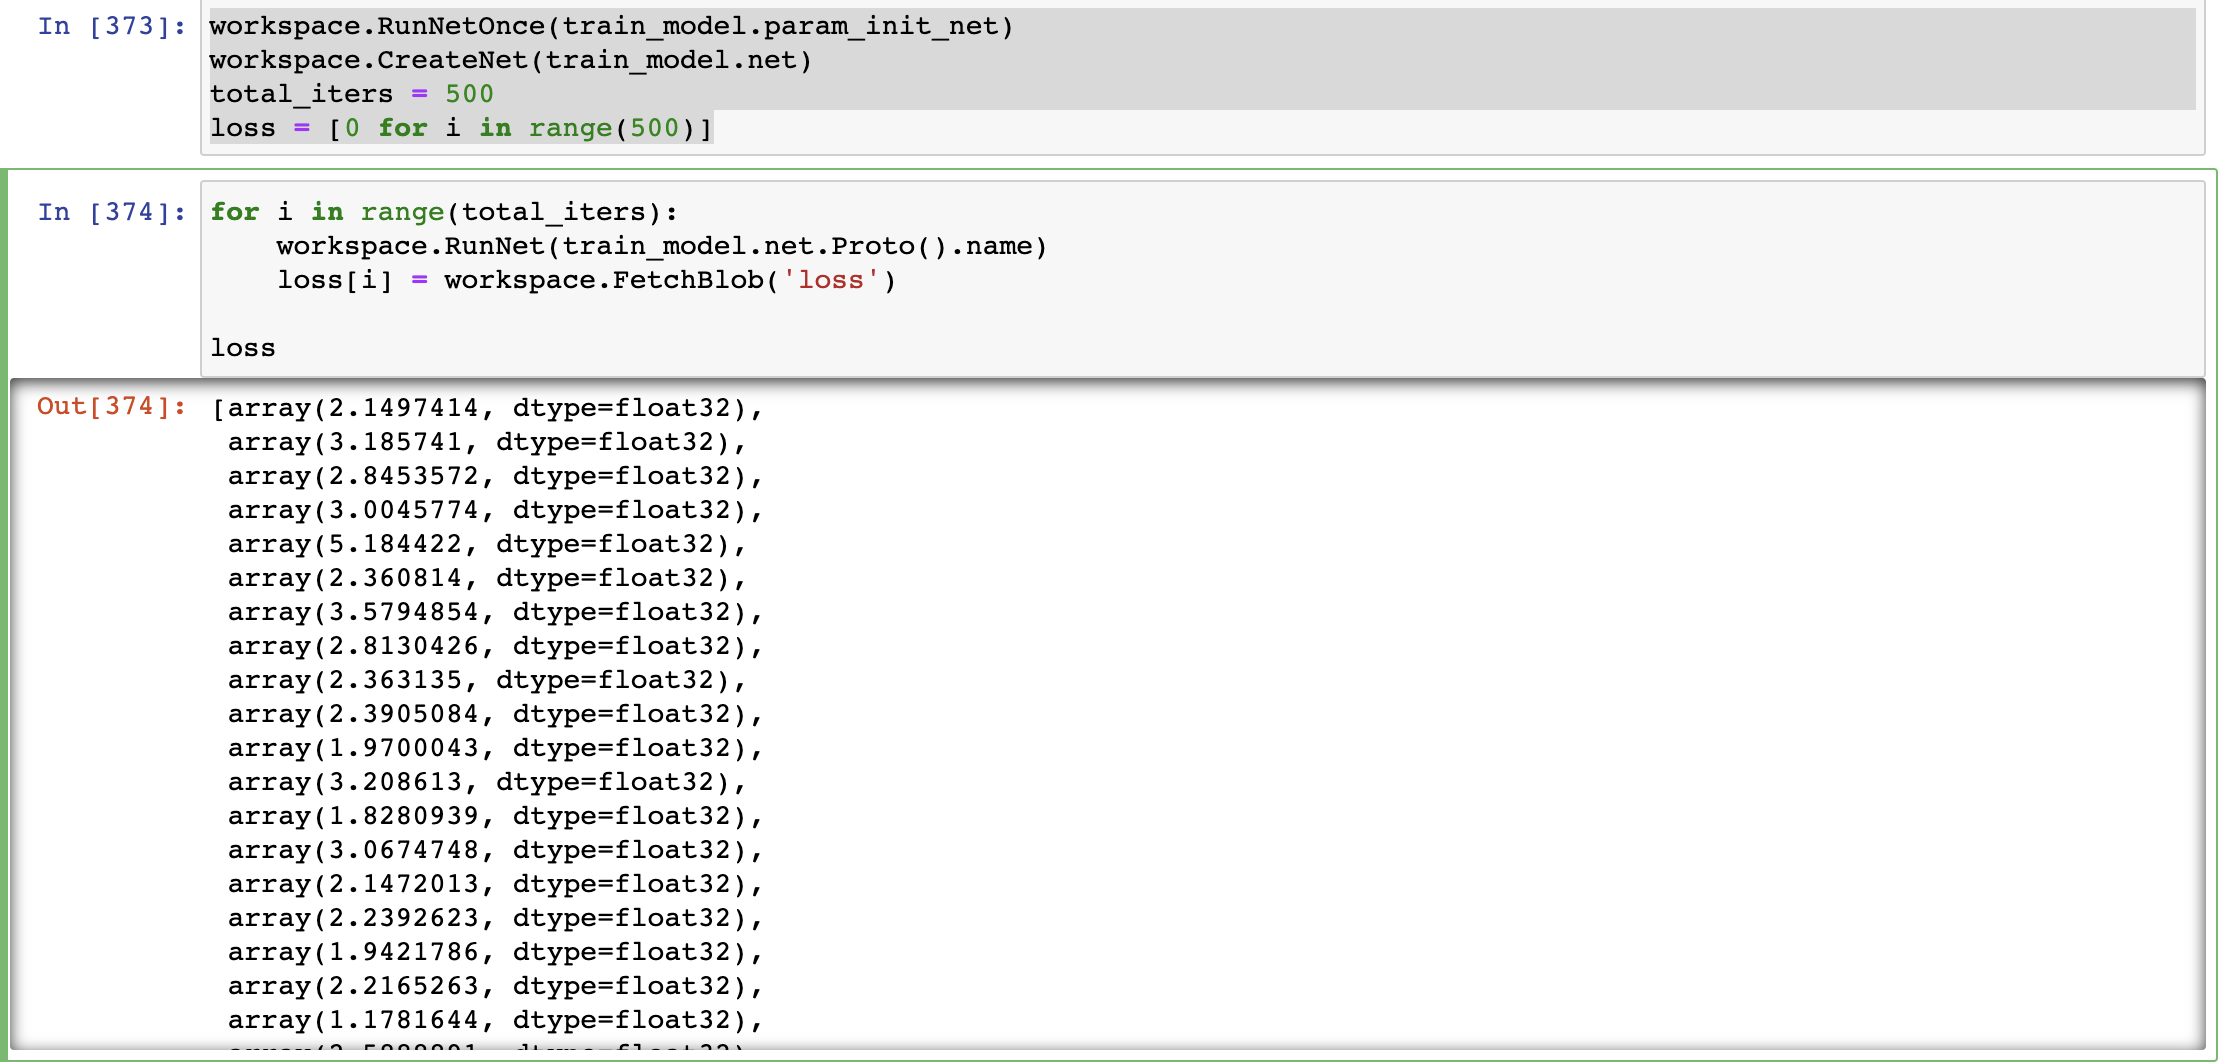 In [373]: workspace.RunNetOnce(train_model.param_init_net)
workspace.CreateNet(train_model.net)
total_iters = 500
loss = [0 for i in range(500)]
In [374]: for i in range(total_iters):
    workspace.RunNet(train_model.net.Proto().name)
    loss[i] = workspace.FetchBlob('loss')
loss
Out[374]: [array(2.1497414, dtype=float32),
array(3.185741, dtype=float32),
array(2.8453572, dtype=float32),
array(3.0045774, dtype=float32),
array(5.184422, dtype=float32),
array(2.360814, dtype=float32),
array(3.5794854, dtype=float32),
array(2.8130426, dtype=float32),
array(2.363135, dtype=float32),
array(2.3905084, dtype=float32),
array(1.9700043, dtype=float32),
array(3.208613, dtype=float32),
array(1.8280939, dtype=float32),
array(3.0674748, dtype=float32),
array(2.1472013, dtype=float32),
array(2.2392623, dtype=float32),
array(1.9421786, dtype=float32),
array(2.2165263, dtype=float32),
array(1.1781644, dtype=float32),